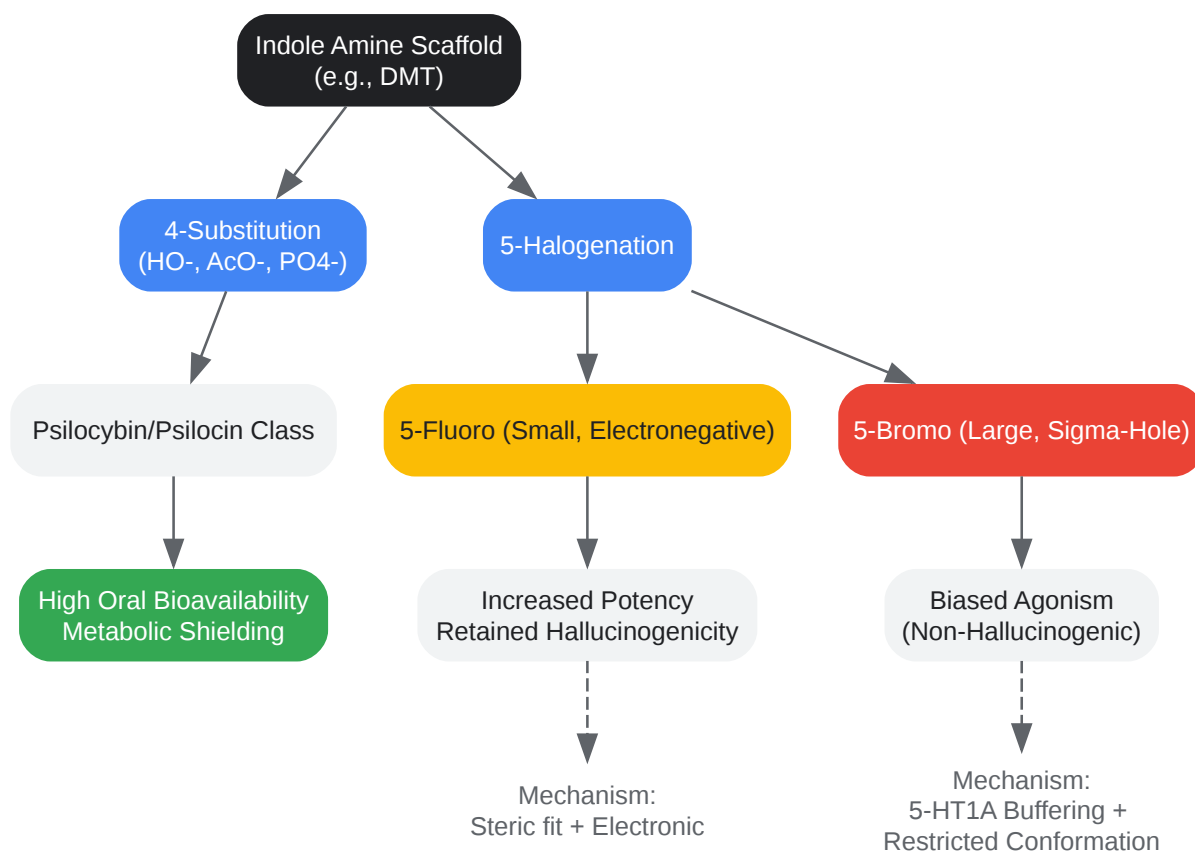 Indole Amine Scaffold
(e.g., DMT)
4-Substitution
(HO-, AcO-, PO4-)
5-Halogenation
Psilocybin/Psilocin Class
5-Fluoro (Small, Electronegative)
5-Bromo (Large, Sigma-Hole)
High Oral Bioavailability
Metabolic Shielding
Increased Potency
Retained Hallucinogenicity
Biased Agonism
(Non-Hallucinogenic)
Mechanism:
Steric fit + Electronic
Mechanism:
5-HT1A Buffering +
Restricted Conformation